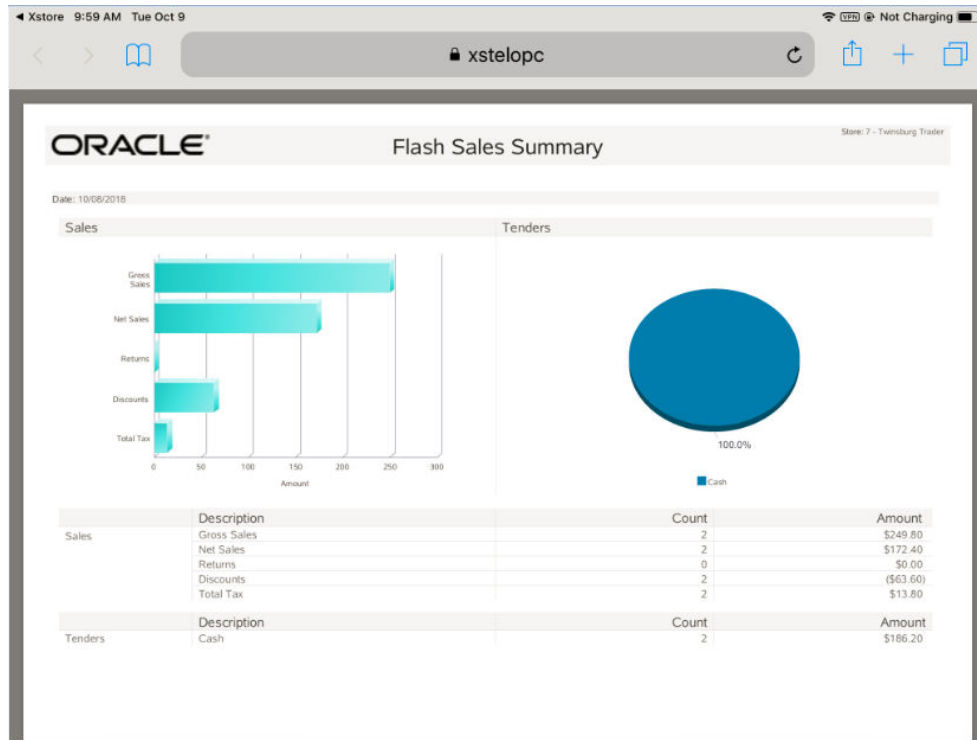 Xstore 9:59 AM Tue Oct 9 VPN Not Charging
xstelopc
ORACLE Flash Sales Summary Store: 7 - Twinsburg Trader
Date: 10/08/2018
Sales Tenders
Gross
Sales
Net Sales
Returns
Discounts
Total Tax
0 50 100 150 200 250 300
Amount
100.0%
Cash
Description Count Amount
Sales Gross Sales 2 $249.80
Net Sales 2 $172.40
Returns 0 $0.00
Discounts 2 ($63.60)
Total Tax 2 $13.80
Description Count Amount
Tenders Cash 2 $186.20